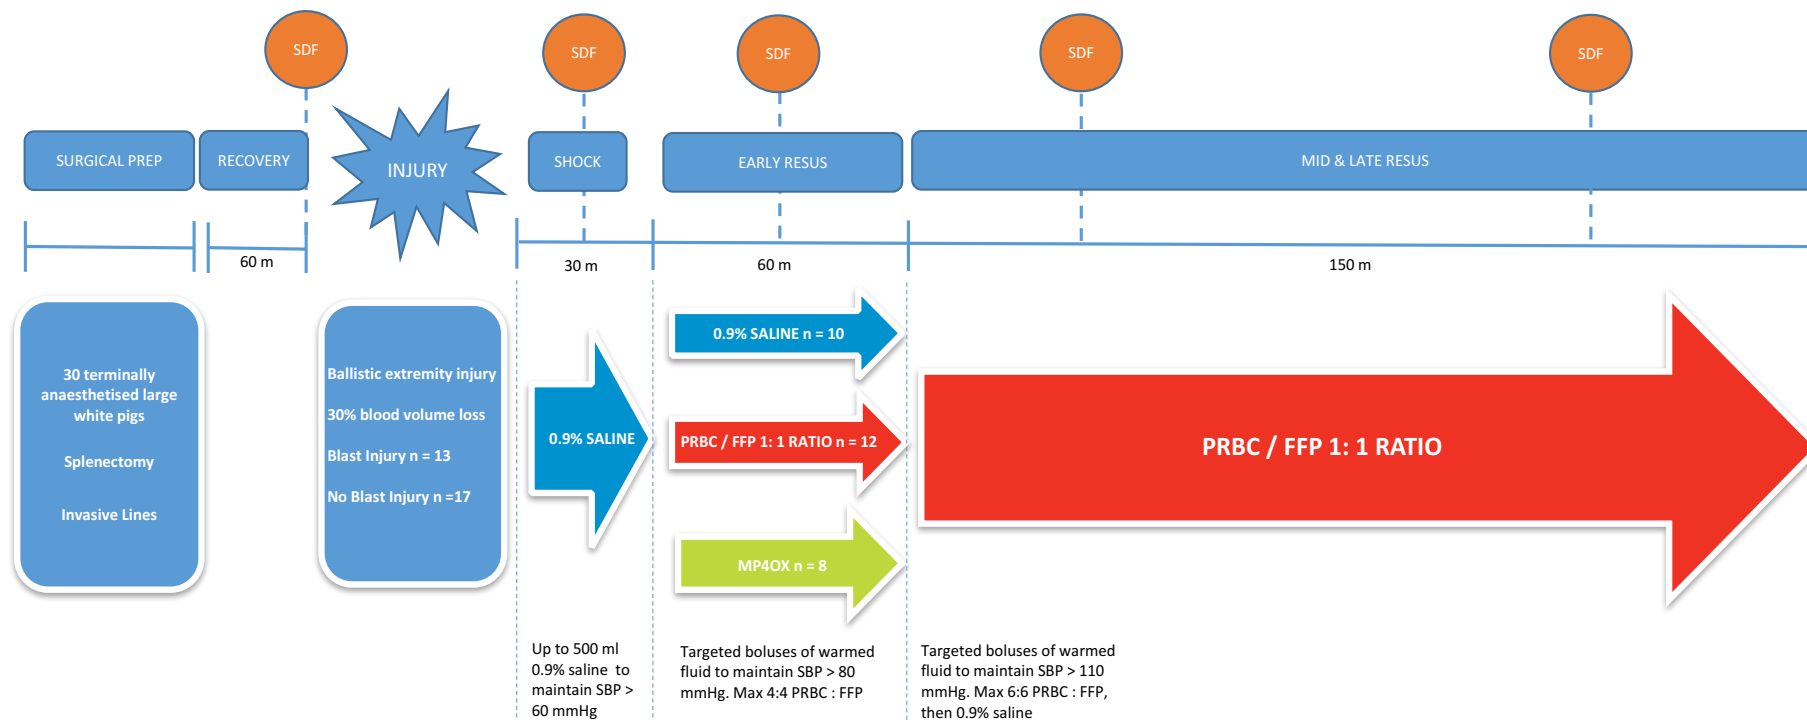 SDF
SDF
SDF
SDF
SDF
SURGICAL PREP
RECOVERY
INJURY
SHOCK
EARLY RESUS
MID & LATE RESUS
60 m
30 m
60 m
150 m
30 terminally
anaesthetised large
white pigs
Splenectomy
Invasive Lines
Ballistic extremity injury
30% blood volume loss
Blast Injury n = 13
No Blast Injury n =17
0.9% SALINE
0.9% SALINE n = 10
PRBC / FFP 1: 1 RATIO n = 12
MP4OX n = 8
PRBC / FFP 1: 1 RATIO
Up to 500 ml
0.9% saline to
maintain SBP >
60 mmHg
Targeted boluses of warmed
fluid to maintain SBP > 80
mmHg. Max 4:4 PRBC : FFP
Targeted boluses of warmed
fluid to maintain SBP > 110
mmHg. Max 6:6 PRBC : FFP,
then 0.9% saline